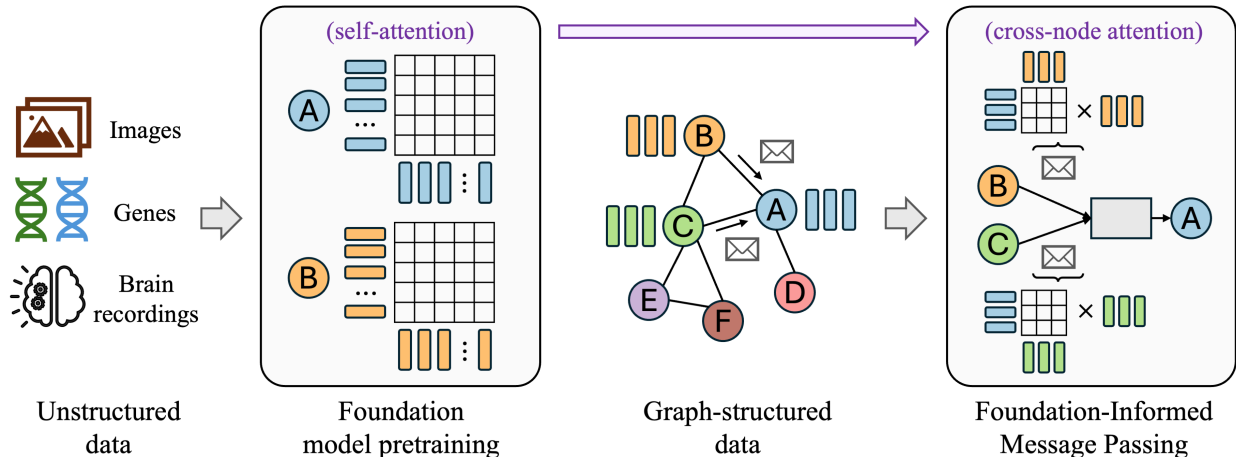 Images
Genes
Brain
recordings
Unstructured
data
(self-attention)
A
...
B
...
Foundation
model pretraining
B
A
C
E
F
D
Graph-structured
data
(cross-node attention)
×
B
C
A
×
Foundation-Informed
Message Passing